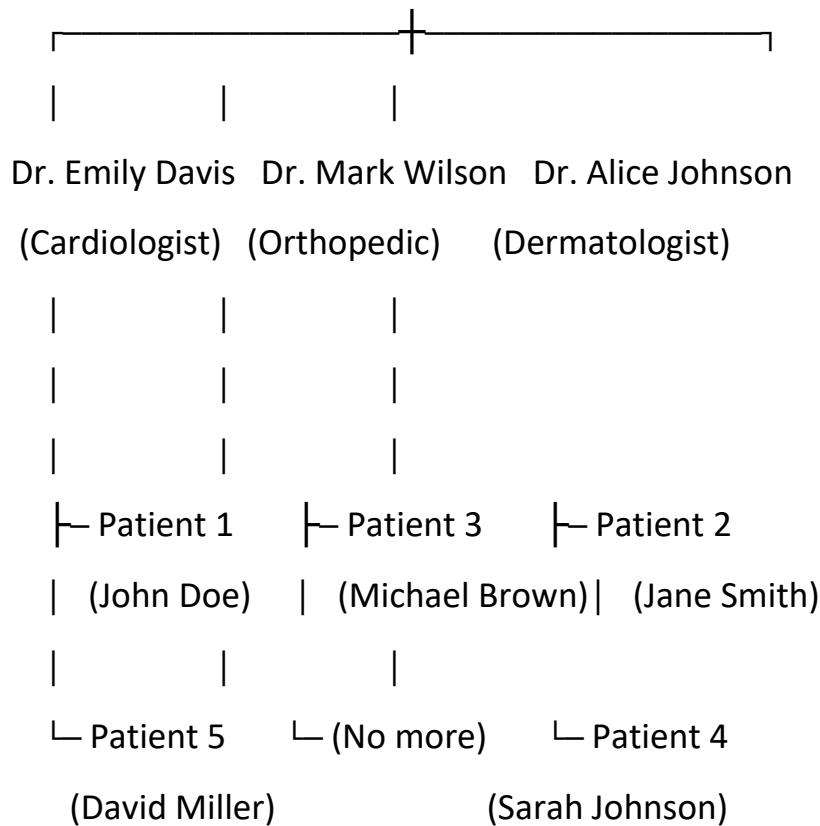 ┌────────────────────┼────────────────────┐
│ │ │
Dr. Emily Davis Dr. Mark Wilson Dr. Alice Johnson
(Cardiologist) (Orthopedic) (Dermatologist)
│ │ │
│ │ │
│ │ │
├─ Patient 1 ├─ Patient 3 ├─ Patient 2
│ (John Doe) │ (Michael Brown)│ (Jane Smith)
│ │ │
└─ Patient 5 └─ (No more) └─ Patient 4
(David Miller) (Sarah Johnson)